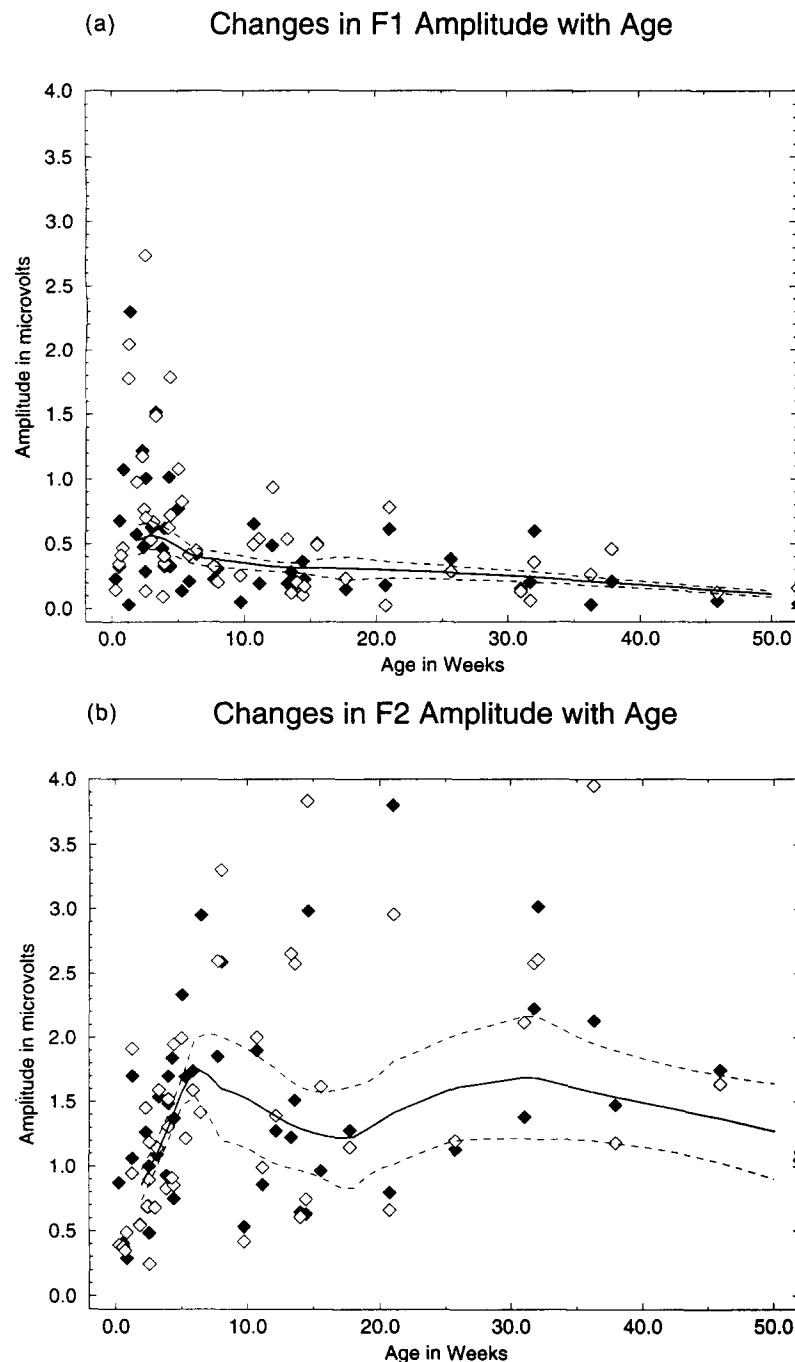 (a) Changes in F1 Amplitude with Age
4.0
3.5
3.0
2.5
2.0
1.5
1.0
0.5
0.0
Amplitude in microvolts
0.0 10.0 20.0 30.0 40.0 50.0
Age in Weeks
(b) Changes in F2 Amplitude with Age
4.0
3.5
3.0
2.5
2.0
1.5
1.0
0.5
0.0
Amplitude in microvolts
0.0 10.0 20.0 30.0 40.0 50.0
Age in Weeks